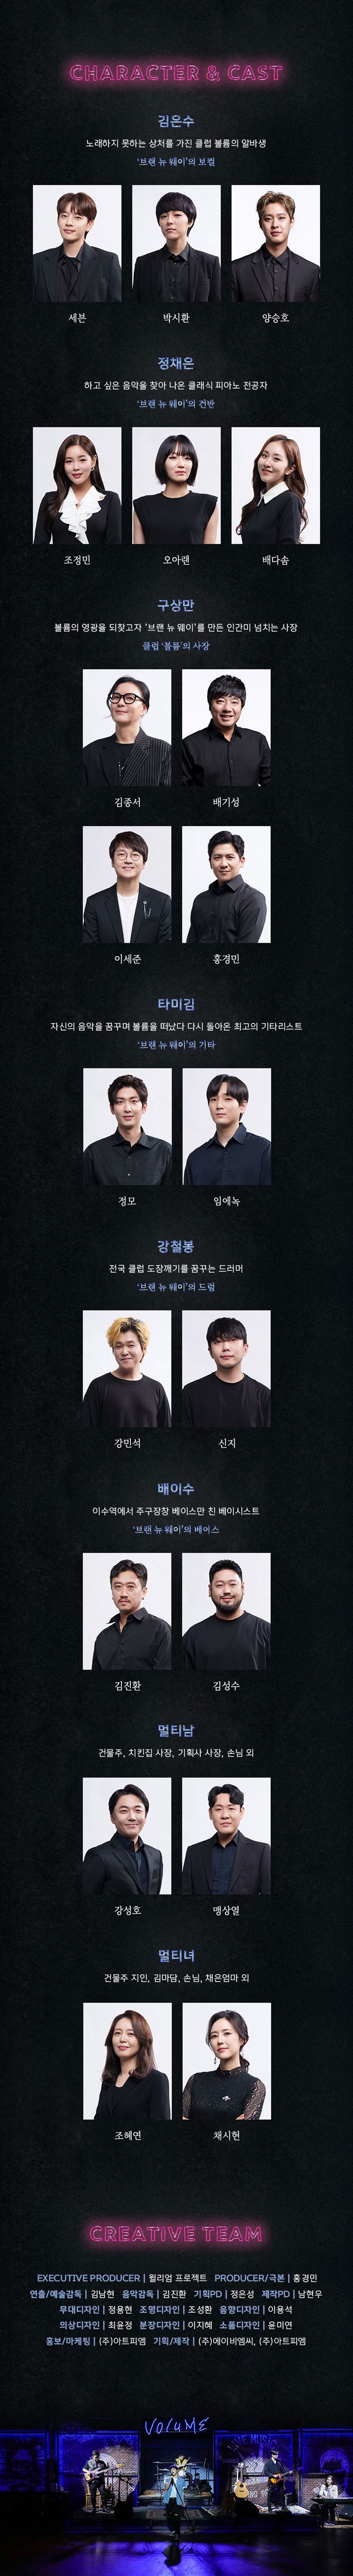 CHARACTER & CAST
김온수
노래하지 못하는 상처를 가진 클럽 볼륨의 알바생
'브랜 뉴 웨이'의 보컬
세븐 박시환 양승호
정채은
하고 싶은 음악을 찾아 나온 클래식 피아노 전공자
'브랜 뉴 웨이'의 건반
조정민 오아랜 배다솜
구상만
볼륨의 영광을 되찾고자 '브랜 뉴 웨이'를 만든 인간미 넘치는 사장
클럽 '볼륨'의 사장
김종서 배기성
이세준 홍경민
타미김
자신의 음악을 꿈꾸며 볼륨을 떠났다 다시 돌아온 최고의 기타리스트
'브랜 뉴 웨이'의 기타
정모 임에녹
강철봉
전국 클럽 도장깨기를 꿈꾸는 드러머
'브랜 뉴 웨이'의 드럼
강민석 신지
배이수
이수역에서 주구장창 베이스만 친 베이시스트
'브랜 뉴 웨이'의 베이스
김진환 김성수
멀티남
건물주, 치킨집 사장, 기획사 사장, 손님 외
강성호 맹상열
멀티녀
건물주 지인, 김마담, 손님, 채은엄마 외
조혜연 채시현
CREATIVE TEAM
EXECUTIVE PRODUCER | 윌리엄 프로젝트 PRODUCER/극본 | 홍경민
연출/예술감독 | 김남현 음악감독 | 김진환 기획PD | 정은성 제작PD | 남현우
무대디자인 | 정용현 조명디자인 | 조성환 음향디자인 | 이용석
의상디자인 | 최윤정 분장디자인 | 이지혜 소품디자인 | 윤미연
홍보/마케팅 | (주)아트피엠 기획/제작 | (주)에이비엠씨, (주)아트피엠
VOLUME
LIVE MUSIC